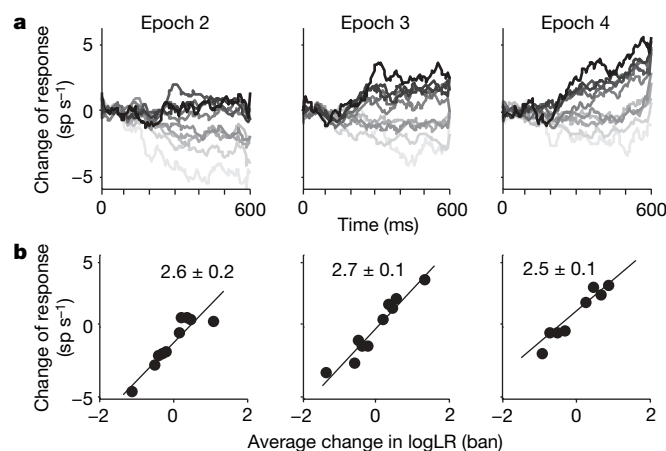 a
Epoch 2 Epoch 3 Epoch 4
Change of response
(sp s⁻¹)
5
0
−5
0 600 0 600 0 600
Time (ms)
b
Change of response
(sp s⁻¹)
5
0
−5
2.6 ± 0.2 2.7 ± 0.1 2.5 ± 0.1
−2 0 2 −2 0 2 −2 0 2
Average change in logLR (ban)